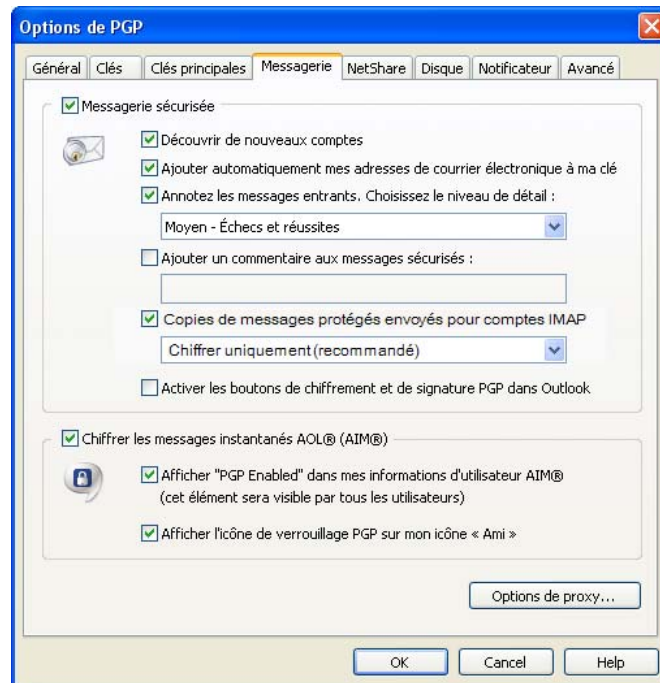 Options de PGP
Général Clés Clés principales Messagerie NetShare Disque Notificateur Avancé
Messagerie sécurisée
Découvrir de nouveaux comptes
Ajouter automatiquement mes adresses de courrier électronique à ma clé
Annotez les messages entrants. Choisissez le niveau de détail :
Moyen - Échecs et réussites
Ajouter un commentaire aux messages sécurisés :
Copies de messages protégés envoyés pour comptes IMAP
Chiffrer uniquement (recommandé)
Activer les boutons de chiffrement et de signature PGP dans Outlook
Chiffrer les messages instantanés AOL® (AIM®)
Afficher "PGP Enabled" dans mes informations d'utilisateur AIM®
(cet élément sera visible par tous les utilisateurs)
Afficher l'icône de verrouillage PGP sur mon icône « Ami »
Options de proxy...
OK Cancel Help